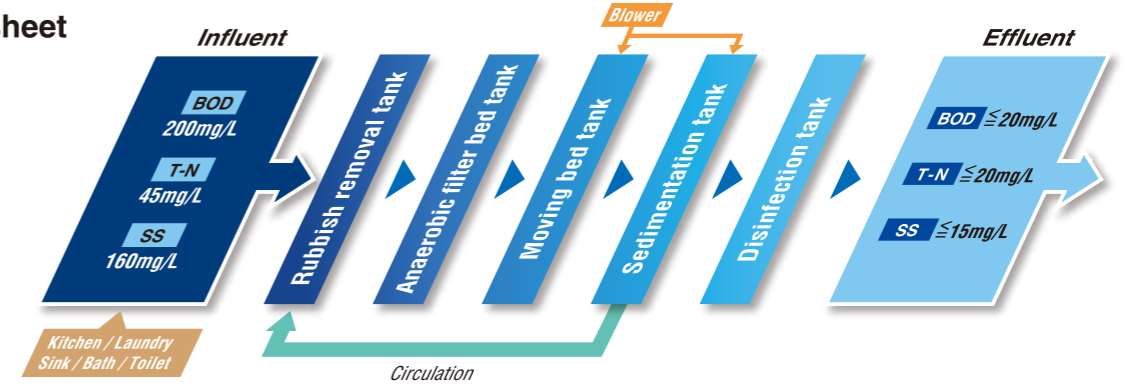 sheet
Blower
Influent
Effluent
BOD
200mg/L
T-N
45mg/L
SS
160mg/L
Rubbish removal tank
Anaerobic filter bed tank
Moving bed tank
Sedimentation tank
Disinfection tank
BOD ≦20mg/L
T-N ≦20mg/L
SS ≦15mg/L
Kitchen / Laundry
Sink / Bath / Toilet
Circulation